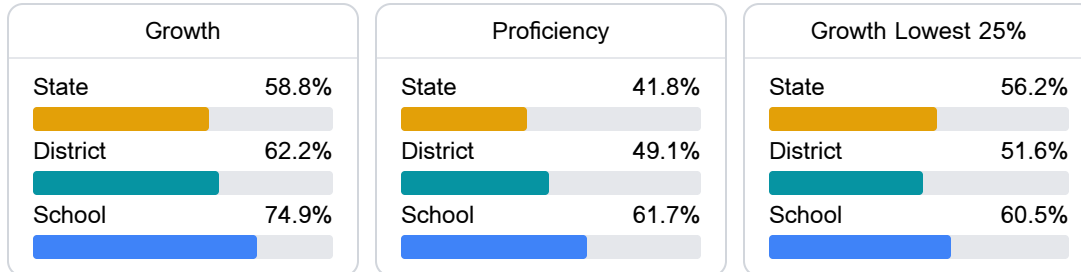 Growth
State 58.8%
District 62.2%
School 74.9%
Proficiency
State 41.8%
District 49.1%
School 61.7%
Growth Lowest 25%
State 56.2%
District 51.6%
School 60.5%